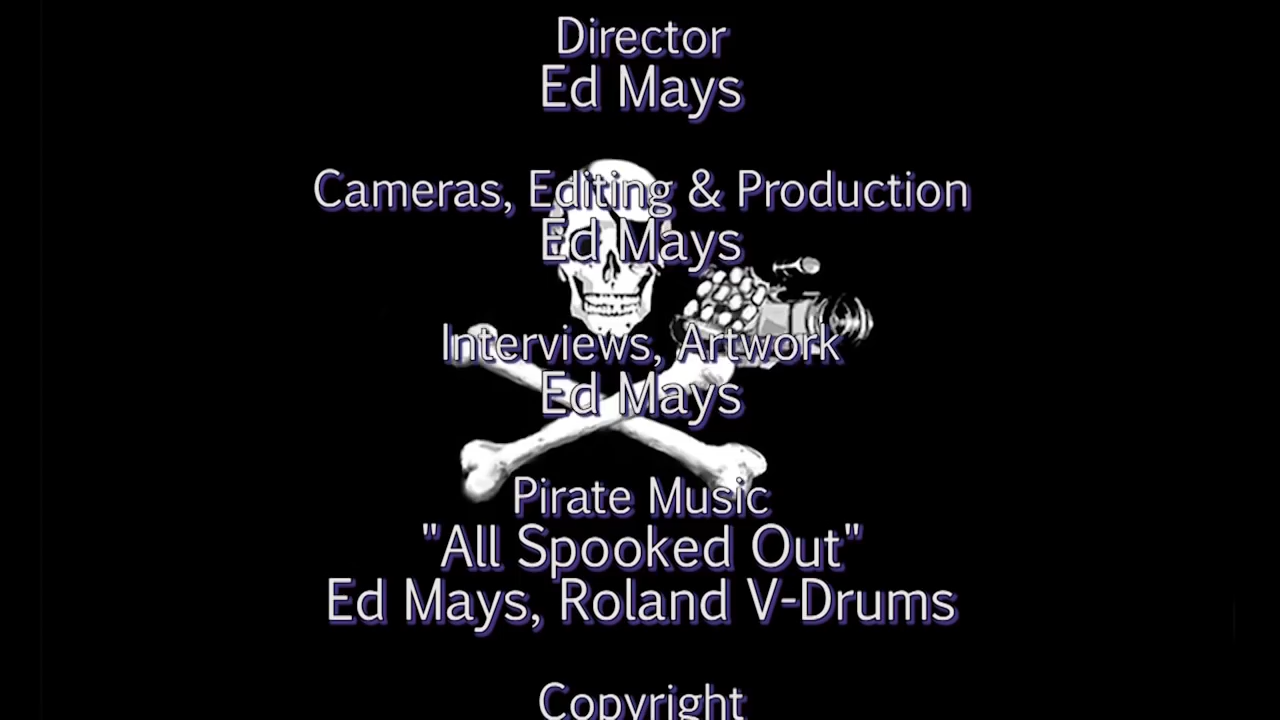 Director
Ed Mays
Cameras, Editing & Production
Ed Mays
Interviews, Artwork
Ed Mays
Pirate Music
"All Spooked Out"
Ed Mays, Roland V-Drums
Copyright